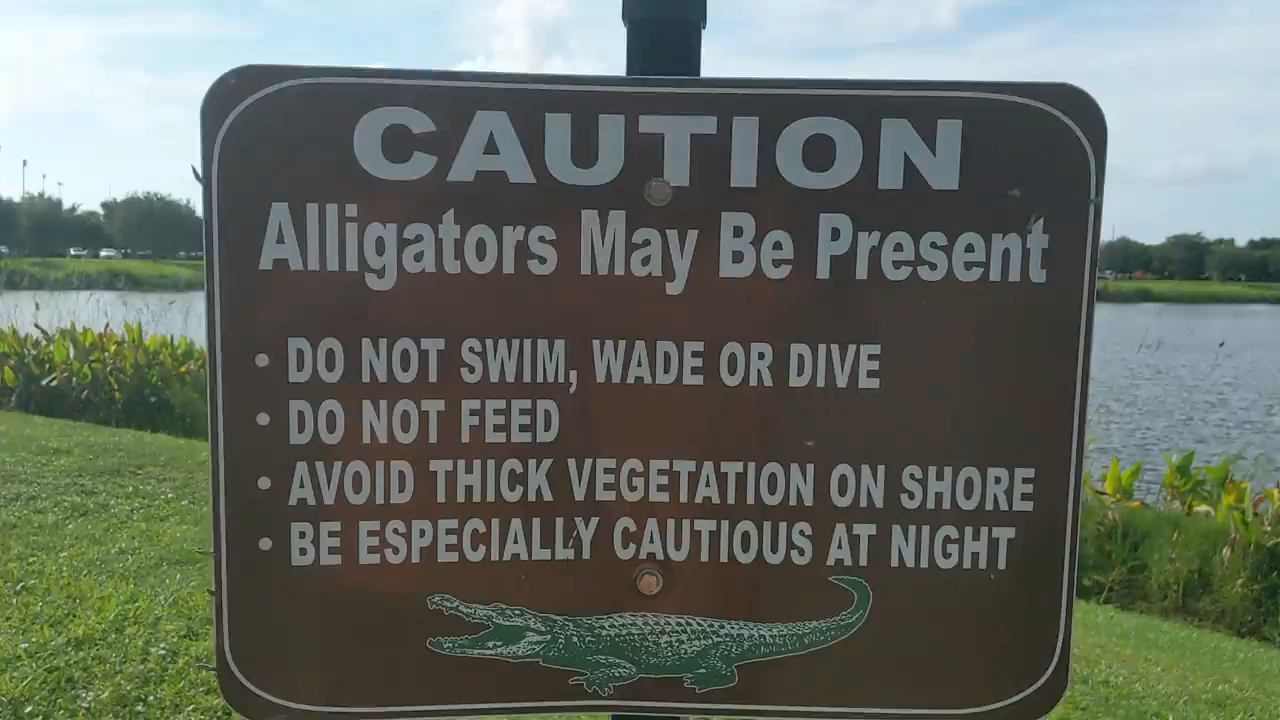 CAUTION
Alligators May Be Present
• DO NOT SWIM, WADE OR DIVE
• DO NOT FEED
• AVOID THICK VEGETATION ON SHORE
• BE ESPECIALLY CAUTIOUS AT NIGHT